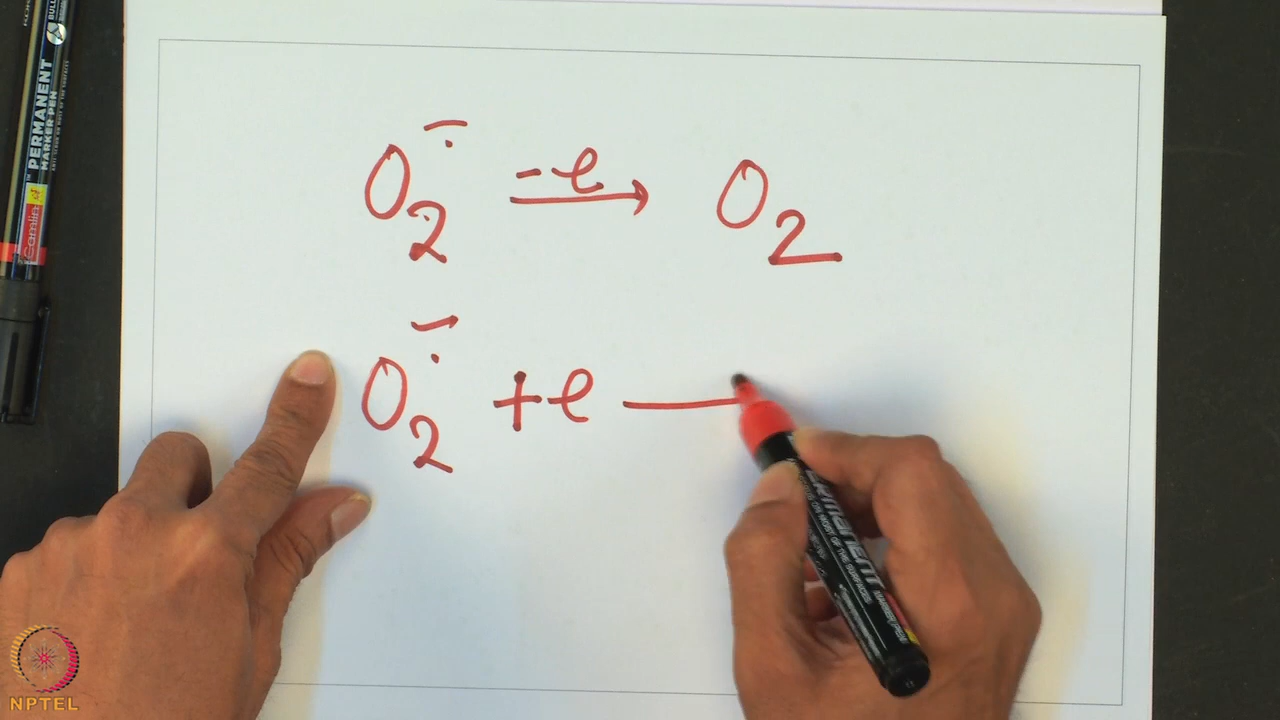 O₂⁻̇ —-e→ O₂
O₂⁻̇ + e —
PERMANENT
MARKER PEN
Camlin
NPTEL